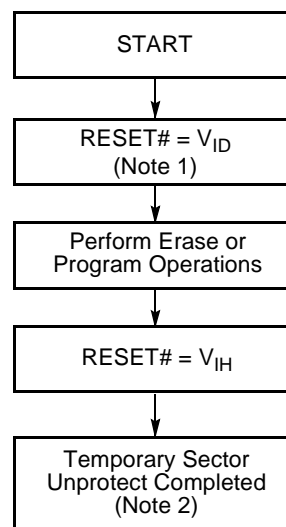 START
RESET# = VID
(Note 1)
Perform Erase or
Program Operations
RESET# = VIH
Temporary Sector
Unprotect Completed
(Note 2)